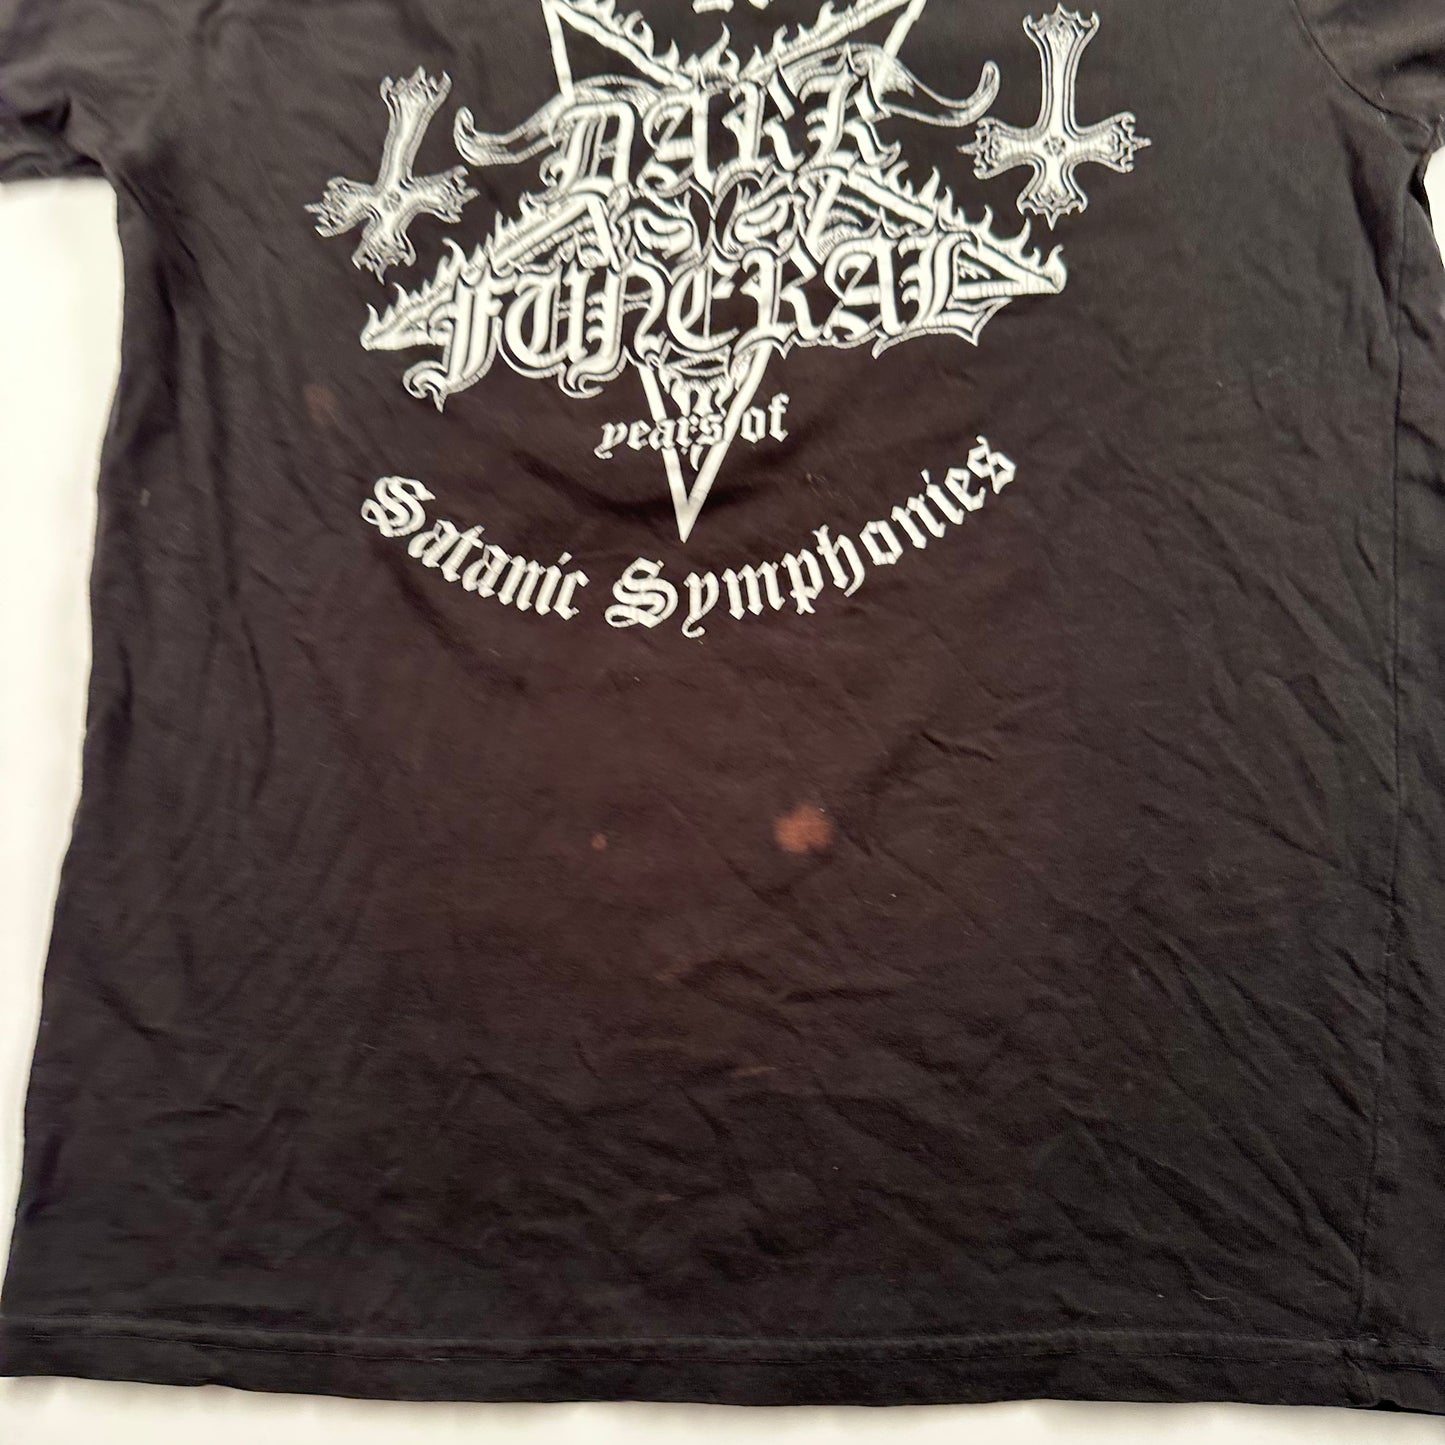 DARK
FUNERAL
years of
Satanic Symphonies